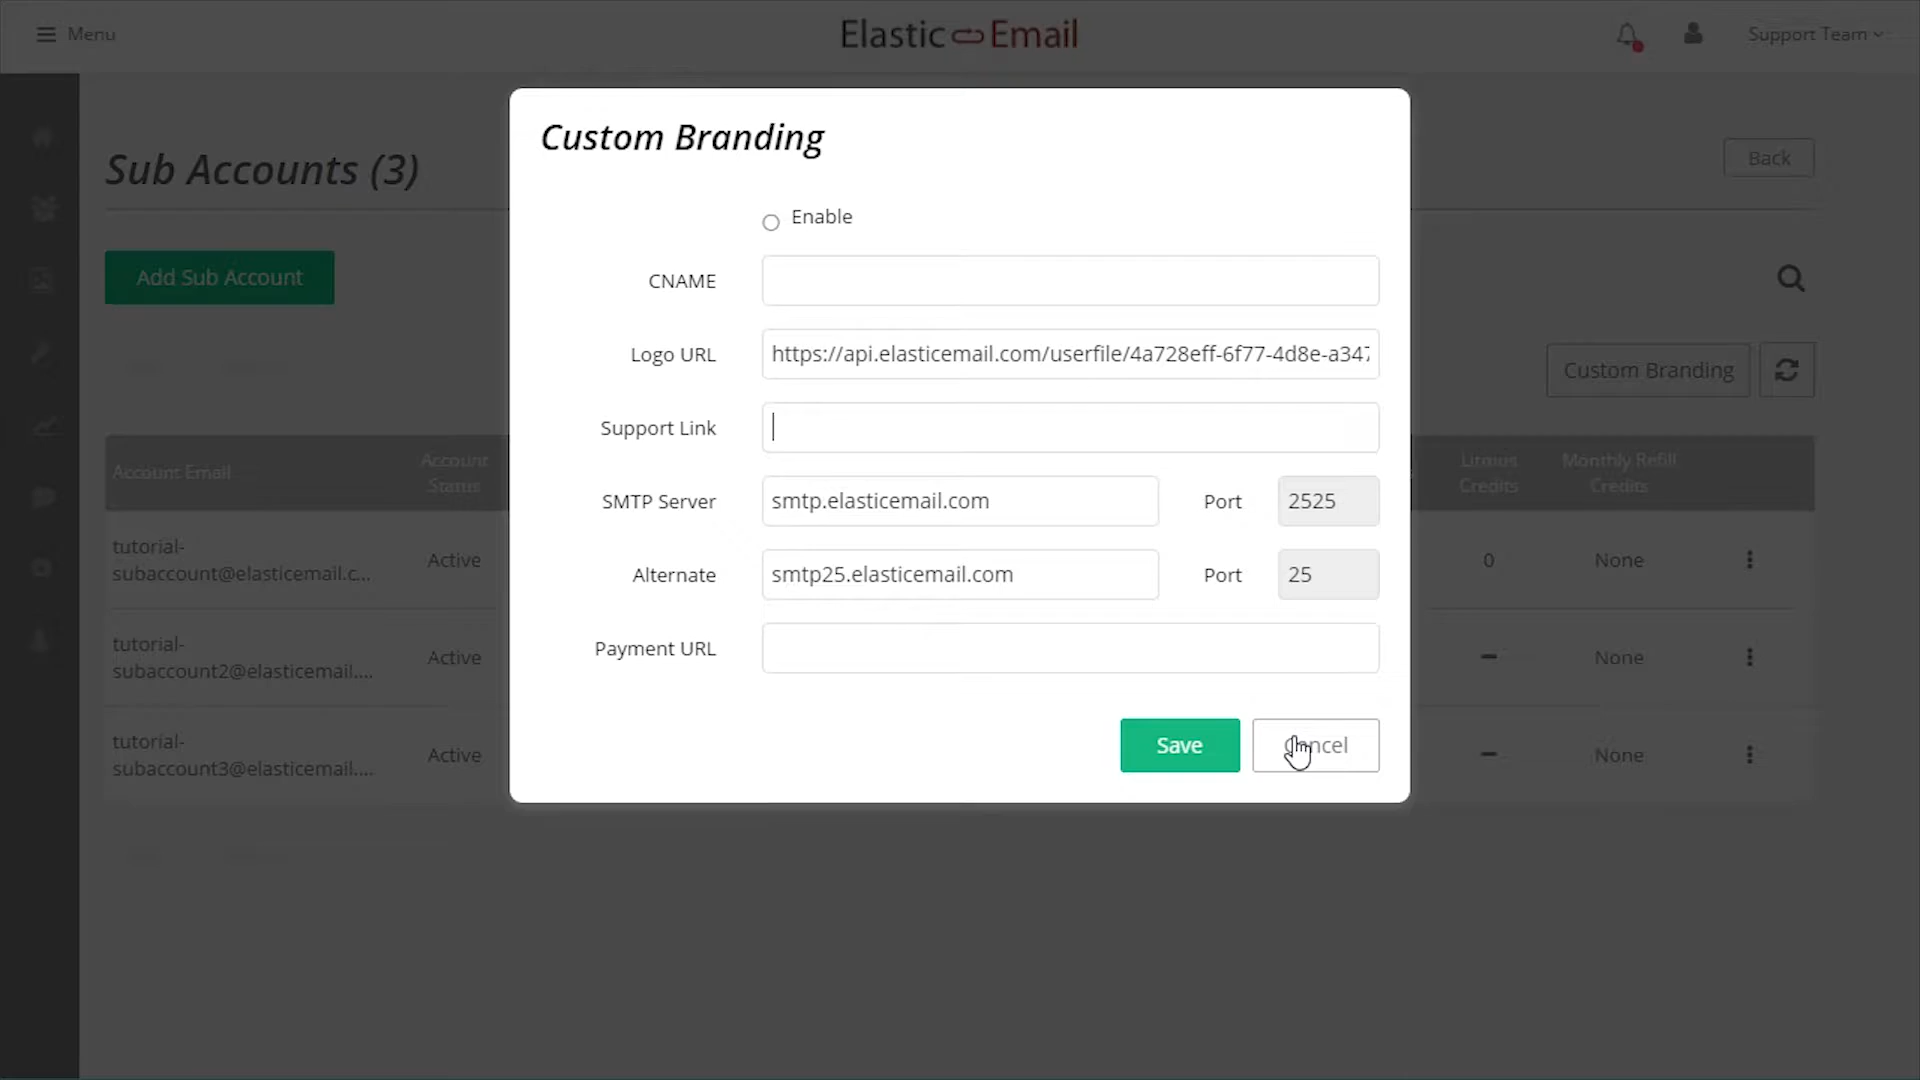 Menu
Elastic Email
Support Team
Sub Accounts (3)
Back
Add Sub Account
Custom Branding
Account Email
Account
Status
Litmus
Credits
Monthly Refill
Credits
tutorial-
subaccount@elasticemail.c...
Active
0
None
tutorial-
subaccount2@elasticemail....
Active
None
tutorial-
subaccount3@elasticemail....
Active
None
Custom Branding
Enable
CNAME
Logo URL
https://api.elasticemail.com/userfile/4a728eff-6f77-4d8e-a347
Support Link
SMTP Server
smtp.elasticemail.com
Port
2525
Alternate
smtp25.elasticemail.com
Port
25
Payment URL
Save
Cancel